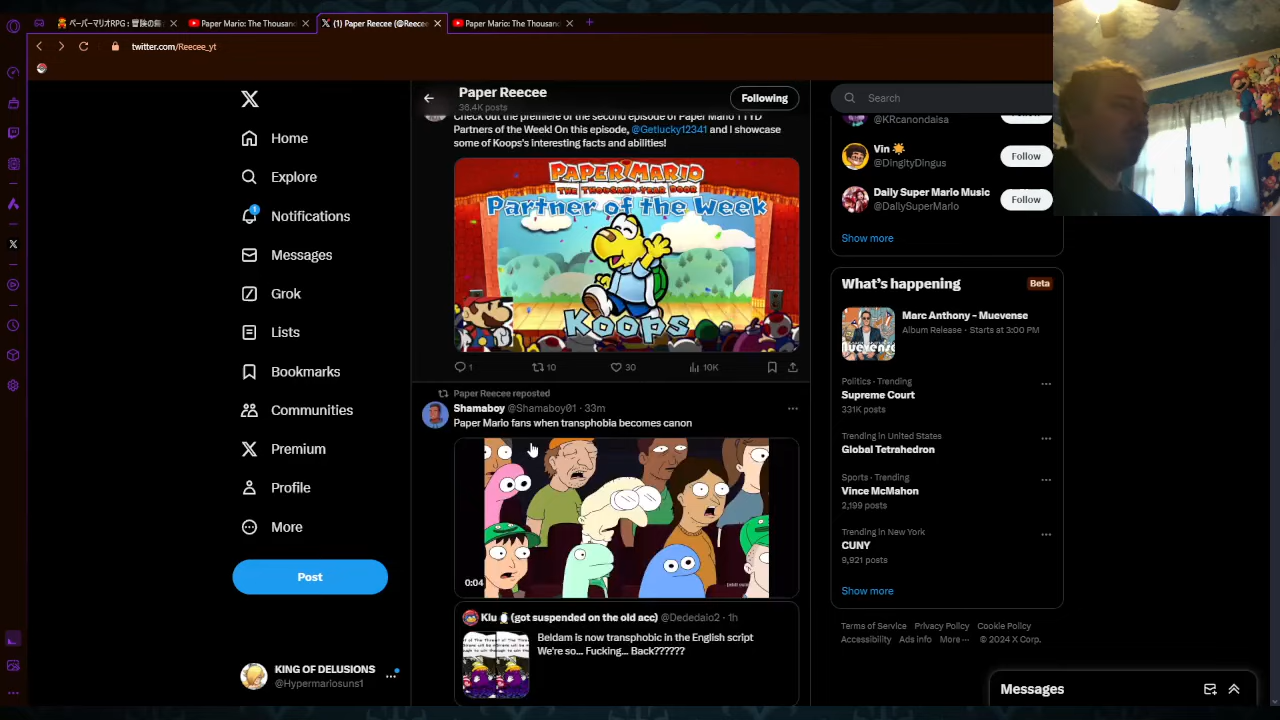 ペーパーマリオRPG : 冒険の
Paper Mario: The Thousand
(1) Paper Reecee (@Reece
Paper Mario: The Thousand
twitter.com/Reecee_yt
Home
Explore
1
Notifications
Messages
Grok
Lists
Bookmarks
Communities
Premium
Profile
More
Post
KING OF DELUSIONS
@Hypermariosuns1
Paper Reecee
36.4K posts
Following
Check out the premiere of the second episode of Paper Mario TTYD
Partners of the Week! On this episode, @Getlucky12341 and I showcase
some of Koops's interesting facts and abilities!
PAPER MARIO
THE THOUSAND-YEAR DOOR
Partner of the Week
Koops
1
10
30
10K
Paper Reecee reposted
Shamaboy @Shamaboy01 · 33m
Paper Mario fans when transphobia becomes canon
0:04
[adult swim]
Klu (got suspended on the old acc) @Dededaio2 · 1h
Beldam is now transphobic in the English script
We're so... Fucking... Back??????
Search
@KRcanondaisa
Follow
Vin
@DingityDingus
Follow
Daily Super Mario Music
@DailySuperMario
Follow
Show more
What's happening
Beta
Marc Anthony - Muevense
Album Release · Starts at 3:00 PM
Politics · Trending
Supreme Court
331K posts
Trending in United States
Global Tetrahedron
Sports · Trending
Vince McMahon
2,199 posts
Trending in New York
CUNY
9,921 posts
Show more
Terms of Service Privacy Policy Cookie Policy
Accessibility Ads info More ··· © 2024 X Corp.
Messages